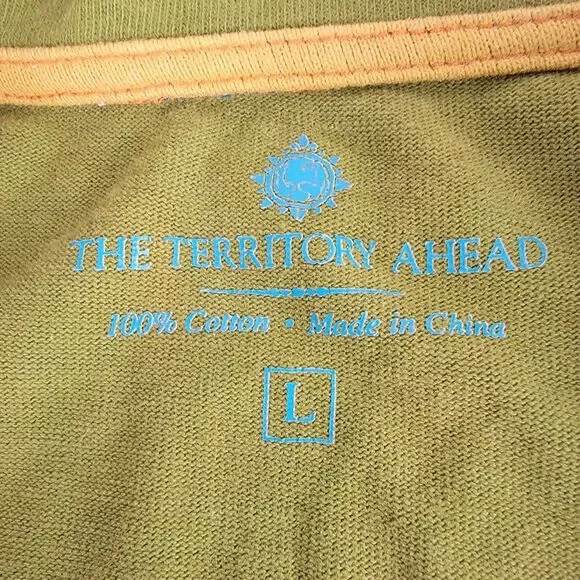 THE TERRITORY AHEAD
100% Cotton • Made in China
L